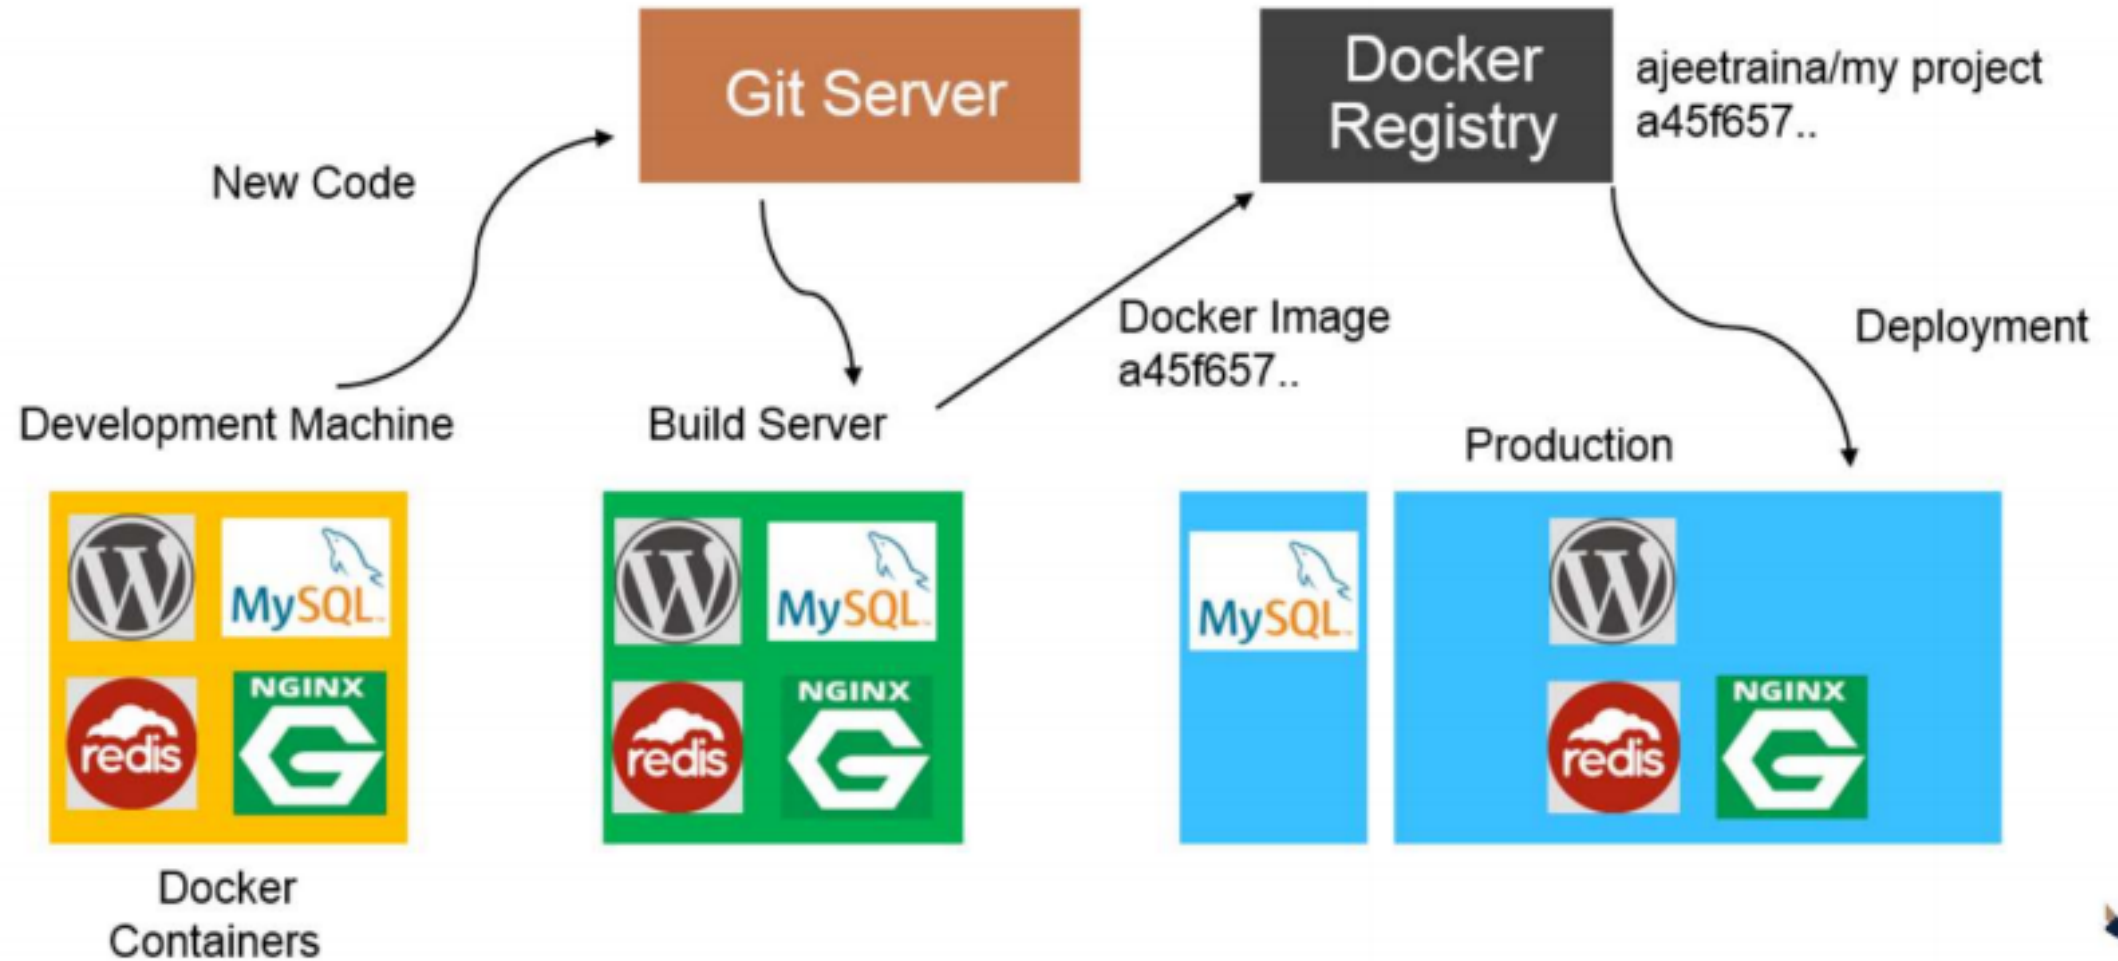 Git Server
Docker
Registry
ajeetraina/my project
a45f657..
New Code
Docker Image
a45f657..
Deployment
Development Machine
Build Server
Production
MySQL
redis
NGINX
MySQL
redis
NGINX
MySQL
redis
NGINX
Docker
Containers